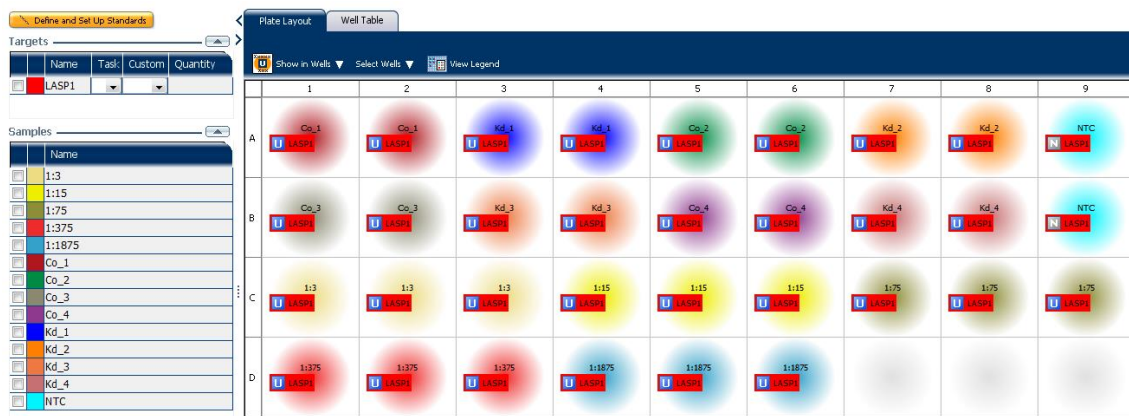 Define and Set Up Standards
Targets
Name Task Custom Quantity
LASP1
Samples
Name
1:3
1:15
1:75
1:375
1:1875
Co_1
Co_2
Co_3
Co_4
Kd_1
Kd_2
Kd_3
Kd_4
NTC
Plate Layout Well Table
U Show in Wells ▼ Select Wells ▼ View Legend
1 2 3 4 5 6 7 8 9
A
Co_1 Co_1 Kd_1 Kd_1 Co_2 Co_2 Kd_2 Kd_2 NTC
U LASP1 U LASP1 U LASP1 U LASP1 U LASP1 U LASP1 U LASP1 U LASP1 N LASP1
B
Co_3 Co_3 Kd_3 Kd_3 Co_4 Co_4 Kd_4 Kd_4 NTC
U LASP1 U LASP1 U LASP1 U LASP1 U LASP1 U LASP1 U LASP1 U LASP1 N LASP1
C
1:3 1:3 1:3 1:15 1:15 1:15 1:75 1:75 1:75
U LASP1 U LASP1 U LASP1 U LASP1 U LASP1 U LASP1 U LASP1 U LASP1 U LASP1
D
1:375 1:375 1:375 1:1875 1:1875 1:1875
U LASP1 U LASP1 U LASP1 U LASP1 U LASP1 U LASP1